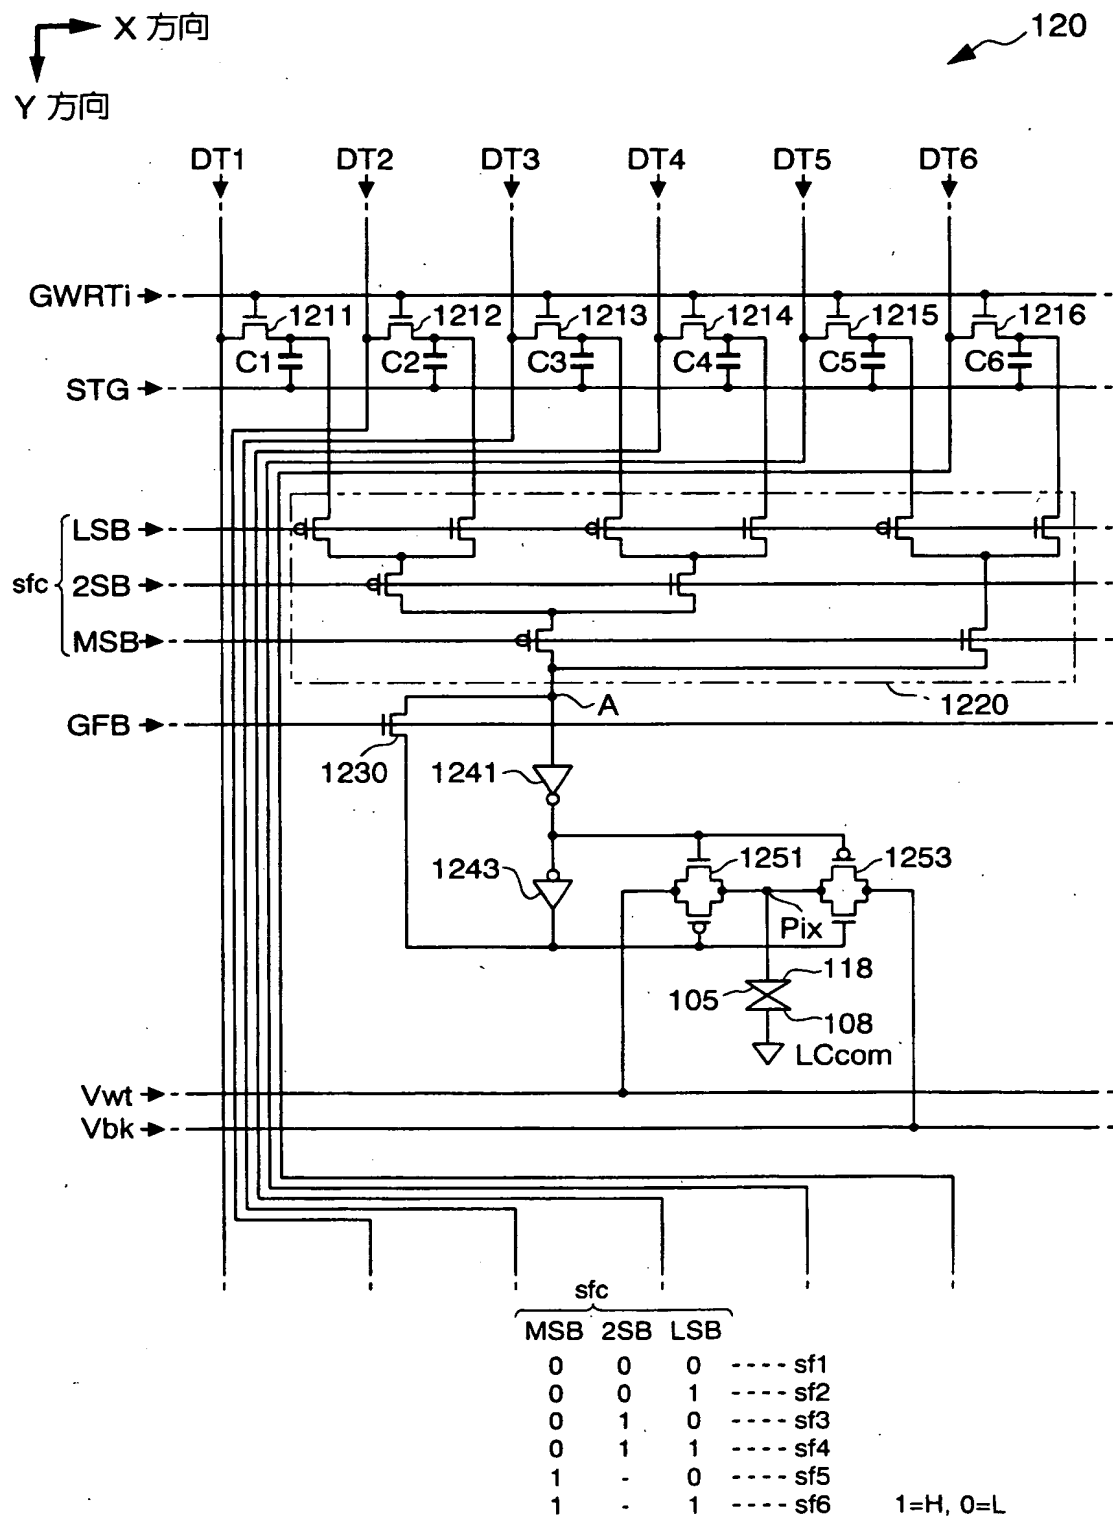 X 方向
120
Y 方向
DT1 DT2 DT3 DT4 DT5 DT6
GWRTi
1211 1212 1213 1214 1215 1216
C1 C2 C3 C4 C5 C6
STG
LSB
sfc 2SB
MSB
A 1220
GFB
1230 1241
1243 1251 1253
Pix
118
105
108
LCcom
Vwt
Vbk
sfc
MSB 2SB LSB
0 0 0 ---- sf1
0 0 1 ---- sf2
0 1 0 ---- sf3
0 1 1 ---- sf4
1 - 0 ---- sf5
1 - 1 ---- sf6 1=H, 0=L